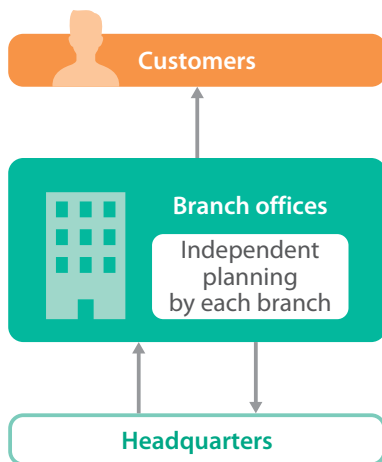 Customers
Branch offices
Independent
planning
by each branch
Headquarters